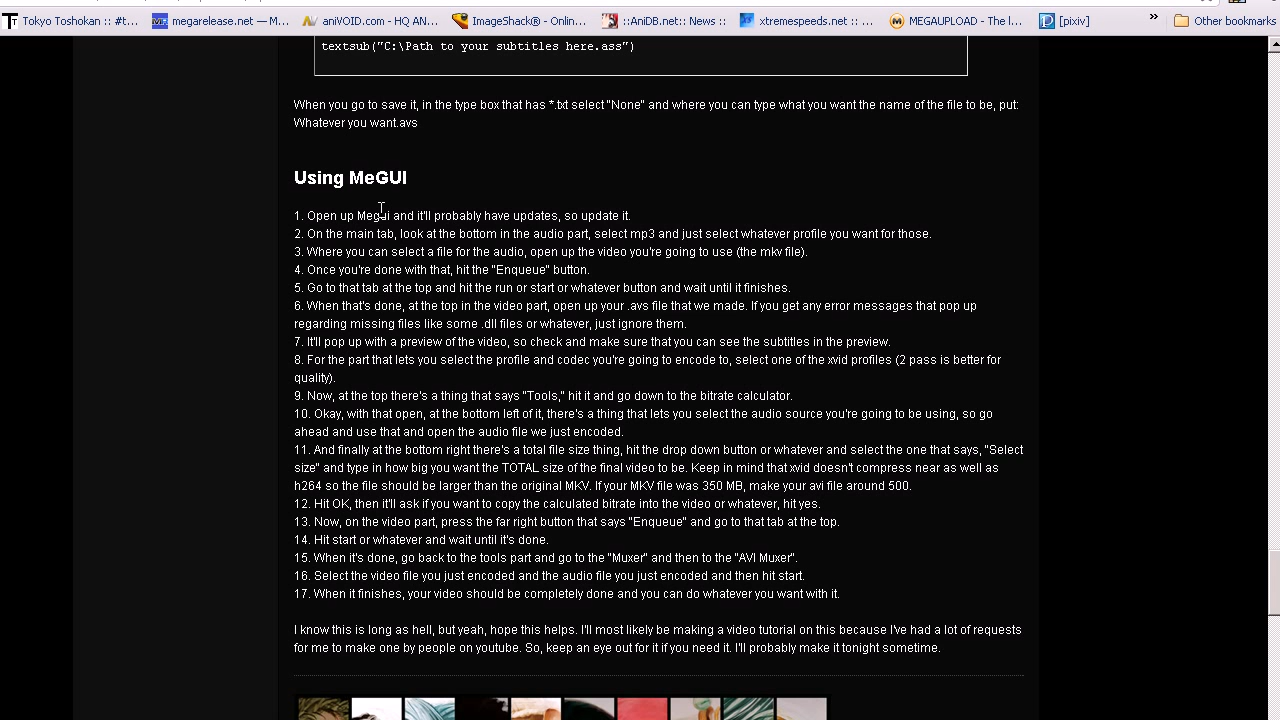 Tokyo Toshokan :: #t... megarelease.net — M... aniVOID.com - HQ AN... ImageShack® - Onlin... ::AniDB.net:: News :: xtremespeeds.net:... MEGAUPLOAD - The l... [pixiv] » Other bookmarks
textsub("C:\Path to your subtitles here.ass")
When you go to save it, in the type box that has *.txt select "None" and where you can type what you want the name of the file to be, put:
Whatever you want.avs
Using MeGUI
1. Open up Megui and it'll probably have updates, so update it.
2. On the main tab, look at the bottom in the audio part, select mp3 and just select whatever profile you want for those.
3. Where you can select a file for the audio, open up the video you're going to use (the mkv file).
4. Once you're done with that, hit the "Enqueue" button.
5. Go to that tab at the top and hit the run or start or whatever button and wait until it finishes.
6. When that's done, at the top in the video part, open up your .avs file that we made. If you get any error messages that pop up
regarding missing files like some .dll files or whatever, just ignore them.
7. It'll pop up with a preview of the video, so check and make sure that you can see the subtitles in the preview.
8. For the part that lets you select the profile and codec you're going to encode to, select one of the xvid profiles (2 pass is better for
quality).
9. Now, at the top there's a thing that says "Tools," hit it and go down to the bitrate calculator.
10. Okay, with that open, at the bottom left of it, there's a thing that lets you select the audio source you're going to be using, so go
ahead and use that and open the audio file we just encoded.
11. And finally at the bottom right there's a total file size thing, hit the drop down button or whatever and select the one that says, "Select
size" and type in how big you want the TOTAL size of the final video to be. Keep in mind that xvid doesn't compress near as well as
h264 so the file should be larger than the original MKV. If your MKV file was 350 MB, make your avi file around 500.
12. Hit OK, then it'll ask if you want to copy the calculated bitrate into the video or whatever, hit yes.
13. Now, on the video part, press the far right button that says "Enqueue" and go to that tab at the top.
14. Hit start or whatever and wait until it's done.
15. When it's done, go back to the tools part and go to the "Muxer" and then to the "AVI Muxer".
16. Select the video file you just encoded and the audio file you just encoded and then hit start.
17. When it finishes, your video should be completely done and you can do whatever you want with it.
I know this is long as hell, but yeah, hope this helps. I'll most likely be making a video tutorial on this because I've had a lot of requests
for me to make one by people on youtube. So, keep an eye out for it if you need it. I'll probably make it tonight sometime.